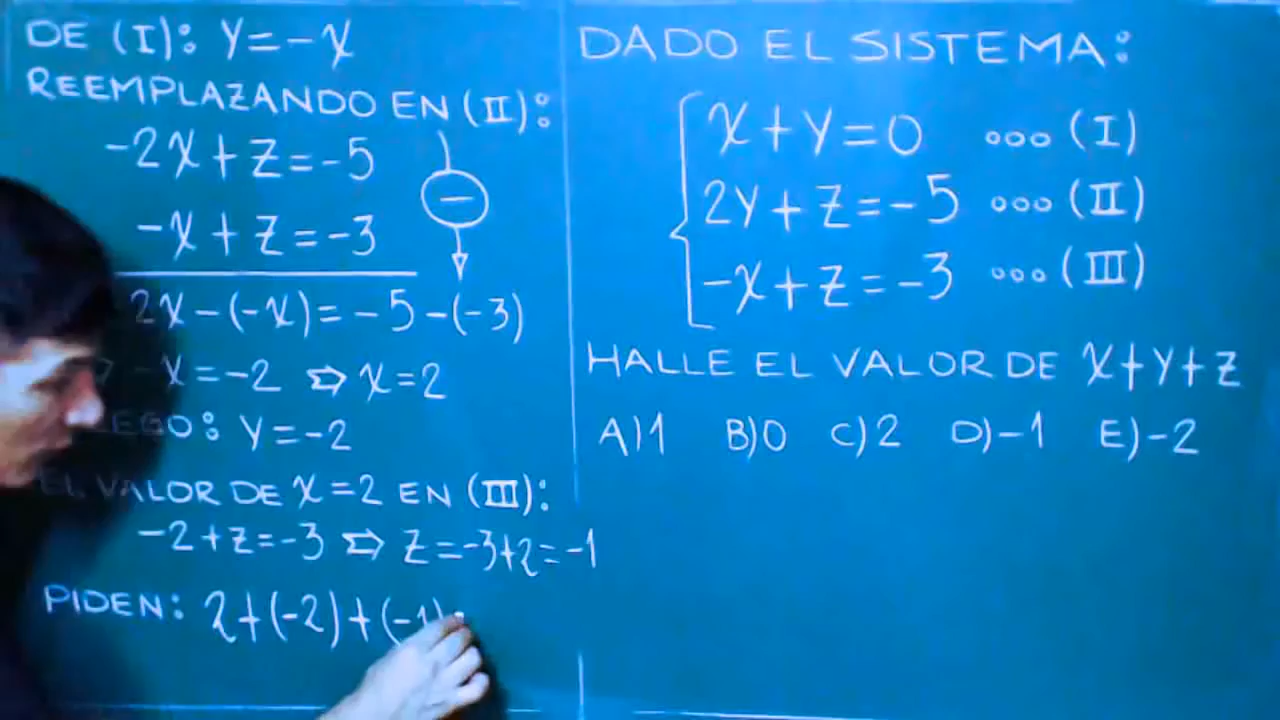 DE (I): Y=-X
REEMPLAZANDO EN (II):
-2X+Z=-5
-X+Z=-3
2X-(-X)=-5-(-3)
-X=-2 ⇨ X=2
Y=-2
EL VALOR DE X=2 EN (III):
-2+Z=-3 ⇨ Z=-3+2=-1
PIDEN: 2+(-2)+(-1)
DADO EL SISTEMA:
X+Y=0 ... (I)
2Y+Z=-5 ... (II)
-X+Z=-3 ... (III)
HALLE EL VALOR DE X+Y+Z
A)1 B)0 C)2 D)-1 E)-2